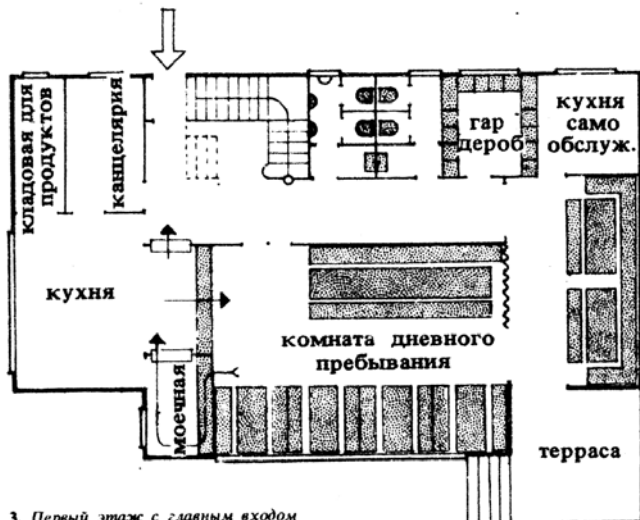 кладовая для
продуктов
канцелярия
гар
дероб
кухня
само
обслуж.
кухня
комната дневного
пребывания
моечная
терраса
3 Первый этаж с главным входом